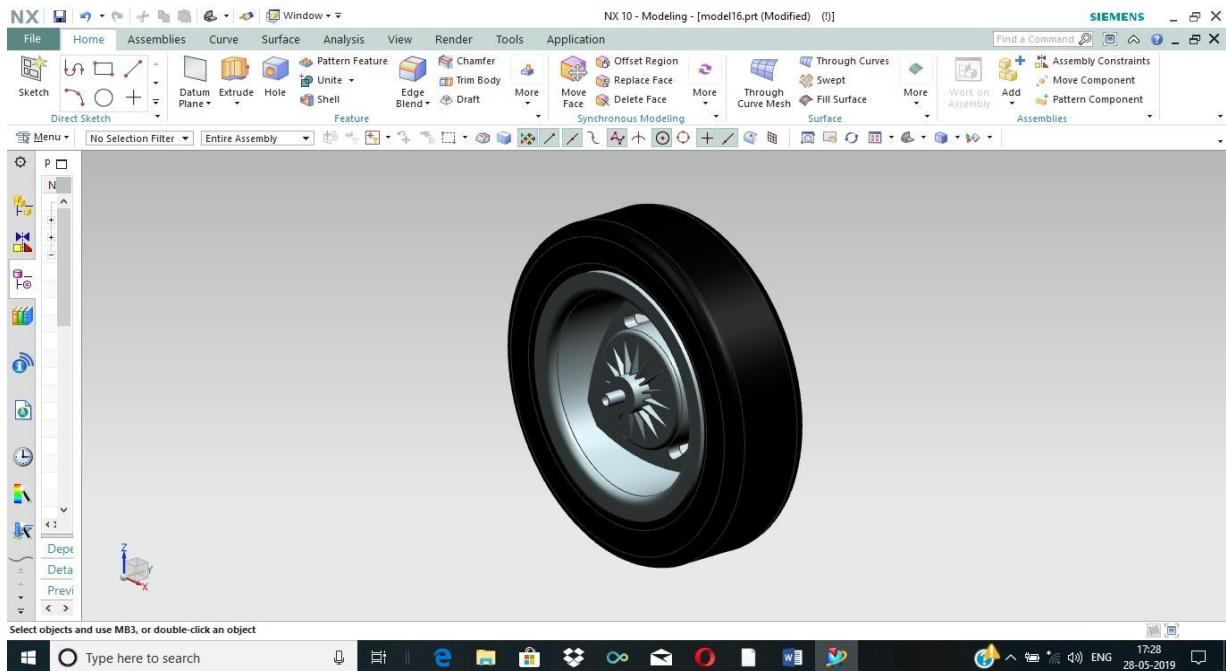 NX Window NX 10 - Modeling - [model16.prt (Modified) (!)] SIEMENS
File Home Assemblies Curve Surface Analysis View Render Tools Application Find a Command
Sketch
Direct Sketch
Datum Plane
Extrude
Hole
Pattern Feature
Unite
Shell
Edge Blend
Chamfer
Trim Body
Draft
More
Feature
Move Face
Offset Region
Replace Face
Delete Face
More
Synchronous Modeling
Through Curve Mesh
Through Curves
Swept
Fill Surface
More
Surface
Work on Assembly
Add
Assembly Constraints
Move Component
Pattern Component
Assemblies
Menu No Selection Filter Entire Assembly
P
N
Depe
Deta
Previ
Z
Y
X
Select objects and use MB3, or double-click an object
Type here to search ENG 17:28
28-05-2019